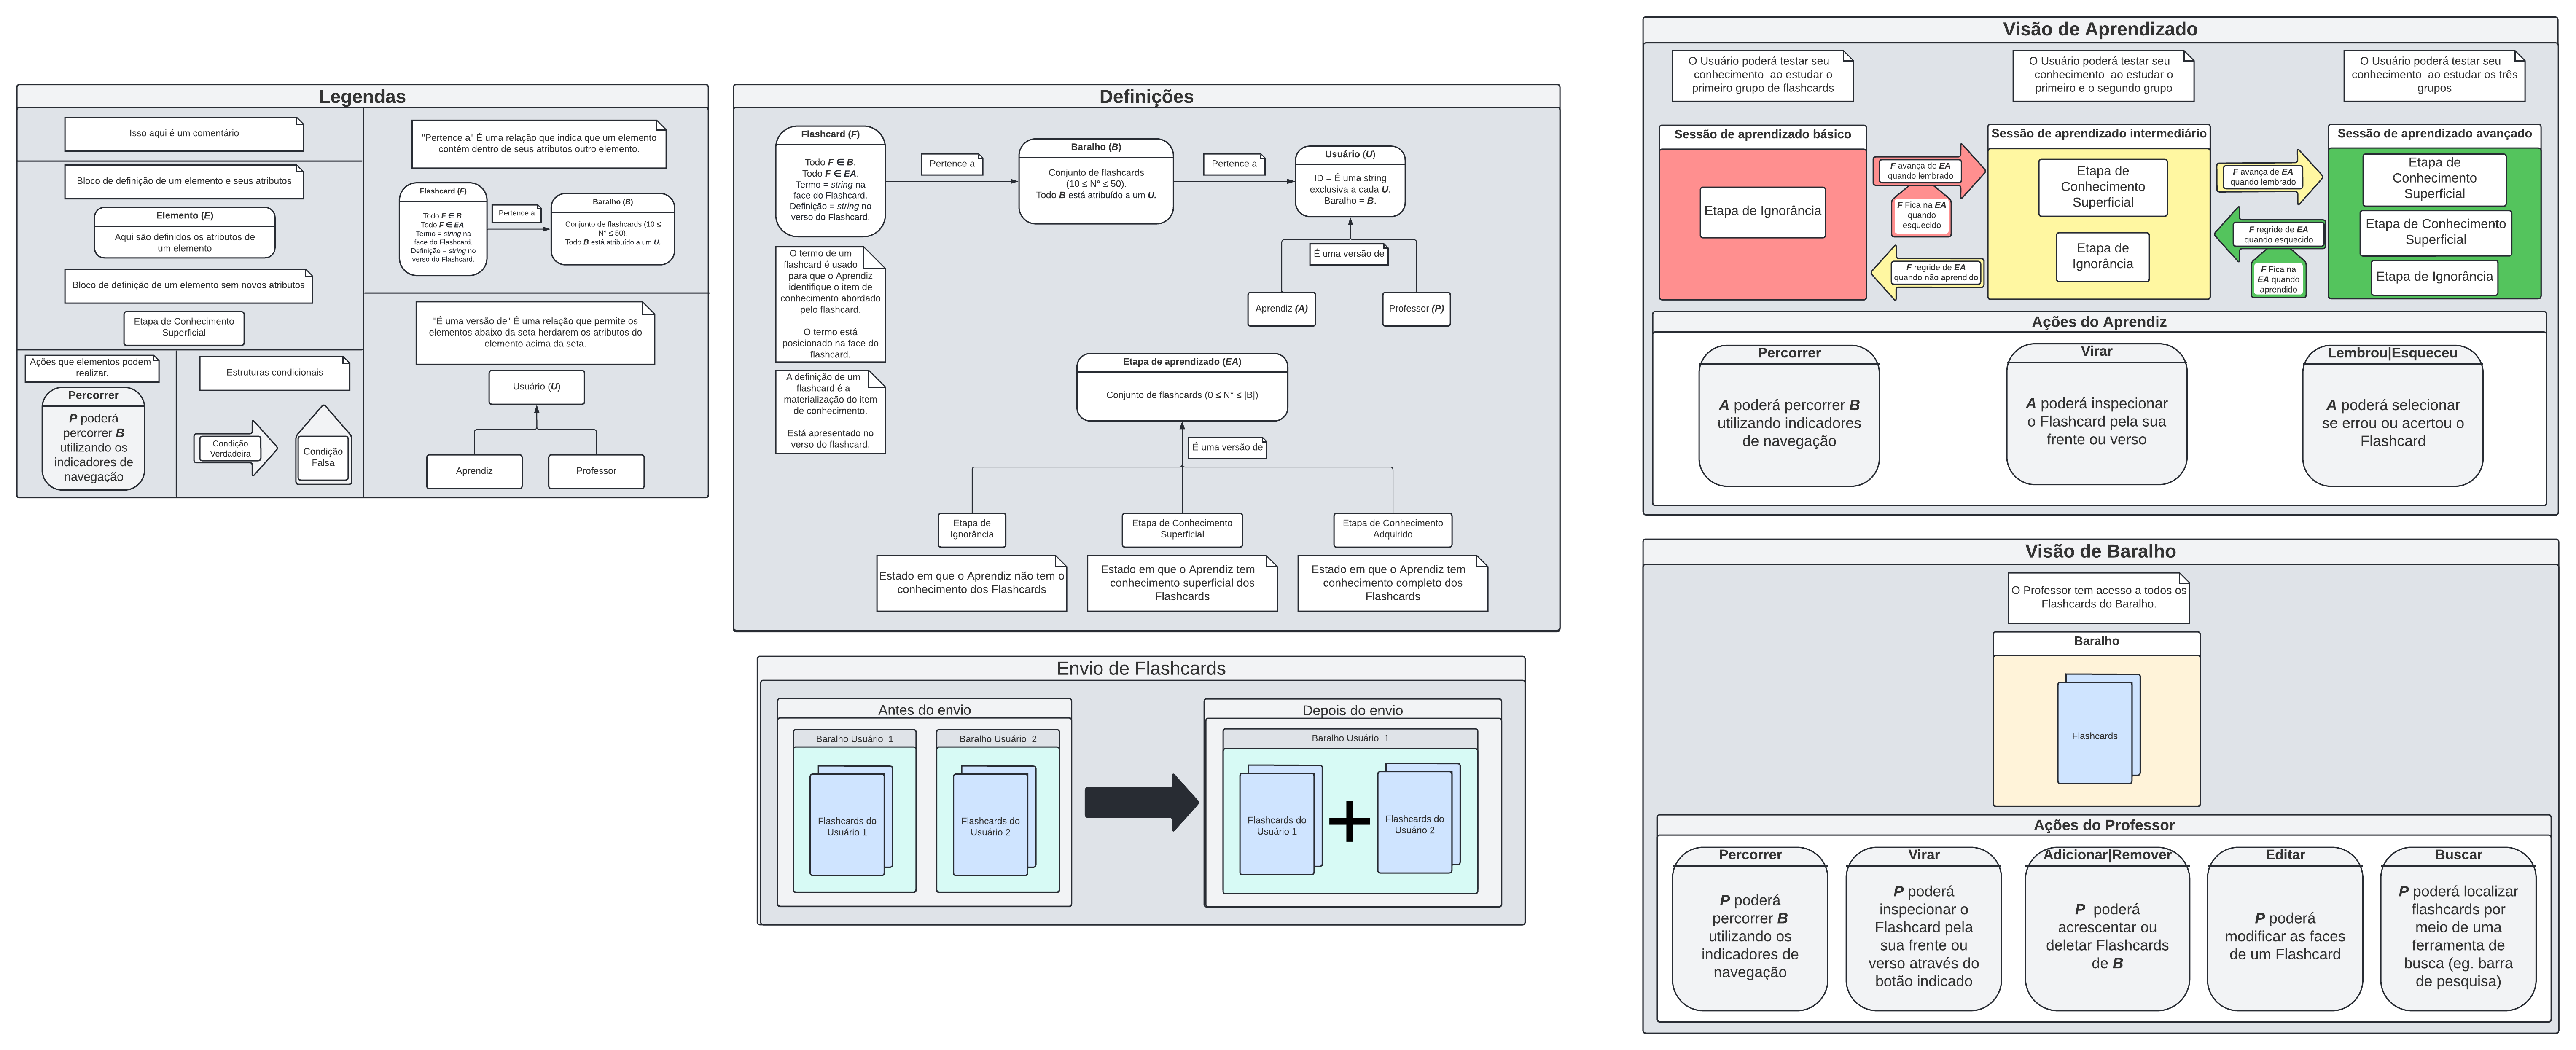 Legendas
Isso aqui é um comentário
Bloco de definição de um elemento e seus atributos
Elemento (E)
Aqui são definidos os atributos de
um elemento
Bloco de definição de um elemento sem novos atributos
Etapa de Conhecimento
Superficial
Ações que elementos podem
realizar.
Percorrer
P poderá
percorrer B
utilizando os
indicadores de
navegação
Estruturas condicionais
Condição
Verdadeira
Condição
Falsa
"Pertence a" É uma relação que indica que um elemento
contém dentro de seus atributos outro elemento.
Flashcard (F)
Todo F ∈ B.
Todo F ∈ EA.
Termo = string na
face do Flashcard.
Definição = string no
verso do Flashcard.
Pertence a
Baralho (B)
Conjunto de flashcards (10 ≤
N° ≤ 50).
Todo B está atribuído a um U.
"É uma versão de" É uma relação que permite os
elementos abaixo da seta herdarem os atributos do
elemento acima da seta.
Usuário (U)
Aprendiz
Professor
Definições
Flashcard (F)
Todo F ∈ B.
Todo F ∈ EA.
Termo = string na
face do Flashcard.
Definição = string no
verso do Flashcard.
Pertence a
Baralho (B)
Conjunto de flashcards
(10 ≤ N° ≤ 50).
Todo B está atribuído a um U.
Pertence a
Usuário (U)
ID = É uma string
exclusiva a cada U.
Baralho = B.
É uma versão de
Aprendiz (A)
Professor (P)
O termo de um
flashcard é usado
para que o Aprendiz
identifique o item de
conhecimento abordado
pelo flashcard.
O termo está
posicionado na face do
flashcard.
A definição de um
flashcard é a
materialização do item
de conhecimento.
Está apresentado no
verso do flashcard.
Etapa de aprendizado (EA)
Conjunto de flashcards (0 ≤ N° ≤ |B|)
É uma versão de
Etapa de
Ignorância
Etapa de Conhecimento
Superficial
Etapa de Conhecimento
Adquirido
Estado em que o Aprendiz não tem o
conhecimento dos Flashcards
Estado em que o Aprendiz tem
conhecimento superficial dos
Flashcards
Estado em que o Aprendiz tem
conhecimento completo dos
Flashcards
Envio de Flashcards
Antes do envio
Baralho Usuário 1
Flashcards do
Usuário 1
Baralho Usuário 2
Flashcards do
Usuário 2
Depois do envio
Baralho Usuário 1
Flashcards do
Usuário 1
+
Flashcards do
Usuário 2
Visão de Aprendizado
O Usuário poderá testar seu
conhecimento ao estudar o
primeiro grupo de flashcards
O Usuário poderá testar seu
conhecimento ao estudar o
primeiro e o segundo grupo
O Usuário poderá testar seu
conhecimento ao estudar os três
grupos
Sessão de aprendizado básico
Etapa de Ignorância
F avança de EA
quando lembrado
F Fica na EA
quando
esquecido
F regride de EA
quando não aprendido
Sessão de aprendizado intermediário
Etapa de
Conhecimento
Superficial
Etapa de
Ignorância
F avança de EA
quando lembrado
F regride de EA
quando esquecido
F Fica na
EA quando
aprendido
Sessão de aprendizado avançado
Etapa de
Conhecimento
Superficial
Etapa de Conhecimento
Superficial
Etapa de Ignorância
Ações do Aprendiz
Percorrer
A poderá percorrer B
utilizando indicadores
de navegação
Virar
A poderá inspecionar
o Flashcard pela sua
frente ou verso
Lembrou|Esqueceu
A poderá selecionar
se errou ou acertou o
Flashcard
Visão de Baralho
O Professor tem acesso a todos os
Flashcards do Baralho.
Baralho
Flashcards
Ações do Professor
Percorrer
P poderá
percorrer B
utilizando os
indicadores de
navegação
Virar
P poderá
inspecionar o
Flashcard pela
sua frente ou
verso através do
botão indicado
Adicionar|Remover
P poderá
acrescentar ou
deletar Flashcards
de B
Editar
P poderá
modificar as faces
de um Flashcard
Buscar
P poderá localizar
flashcards por
meio de uma
ferramenta de
busca (eg. barra
de pesquisa)